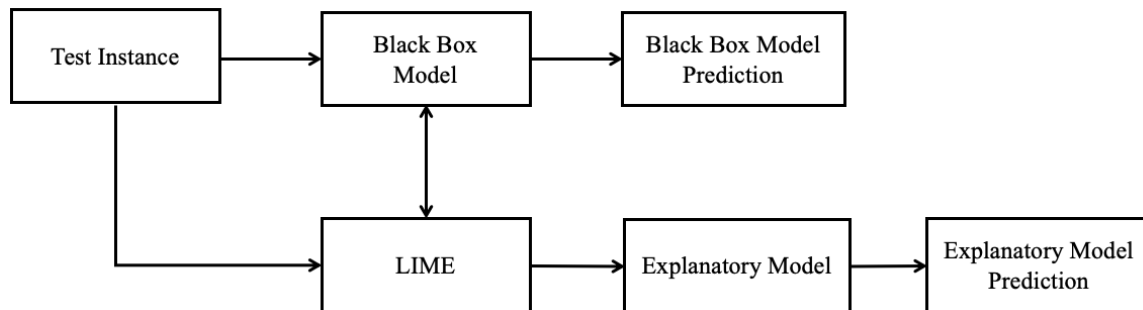 Test Instance
Black Box
Model
Black Box Model
Prediction
LIME
Explanatory Model
Explanatory Model
Prediction